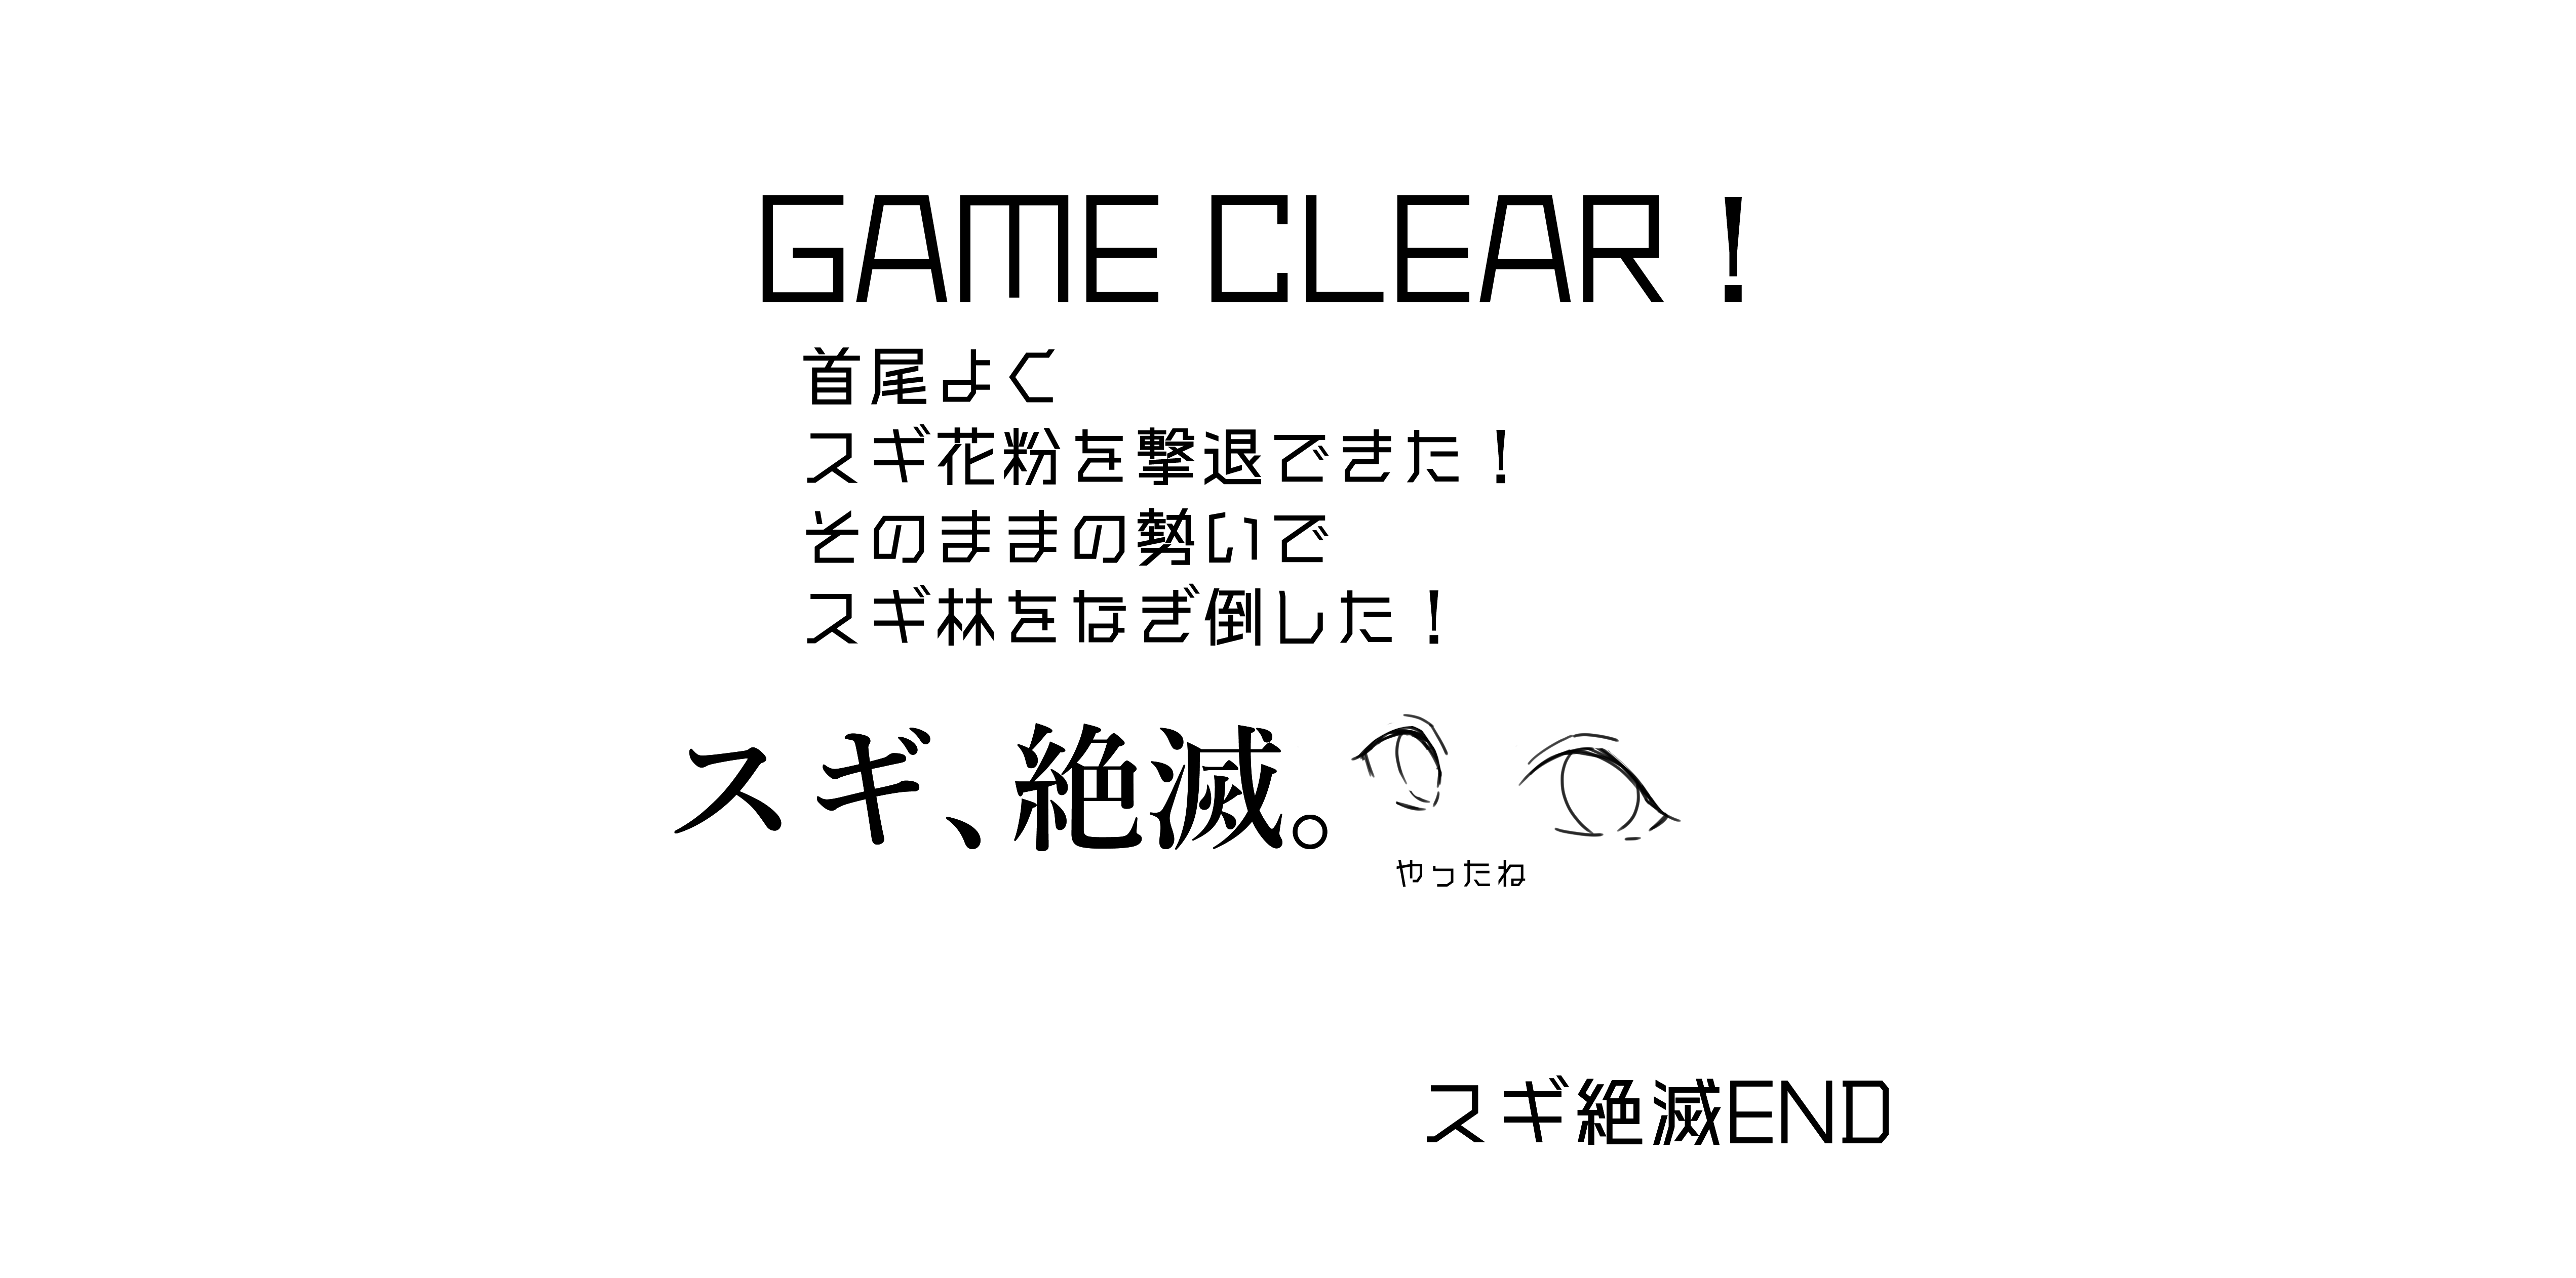 GAME CLEAR！
首尾よく
スギ花粉を撃退できた！
そのままの勢いで
スギ林をなぎ倒した！
スギ、絶滅。
やったね
スギ絶滅END